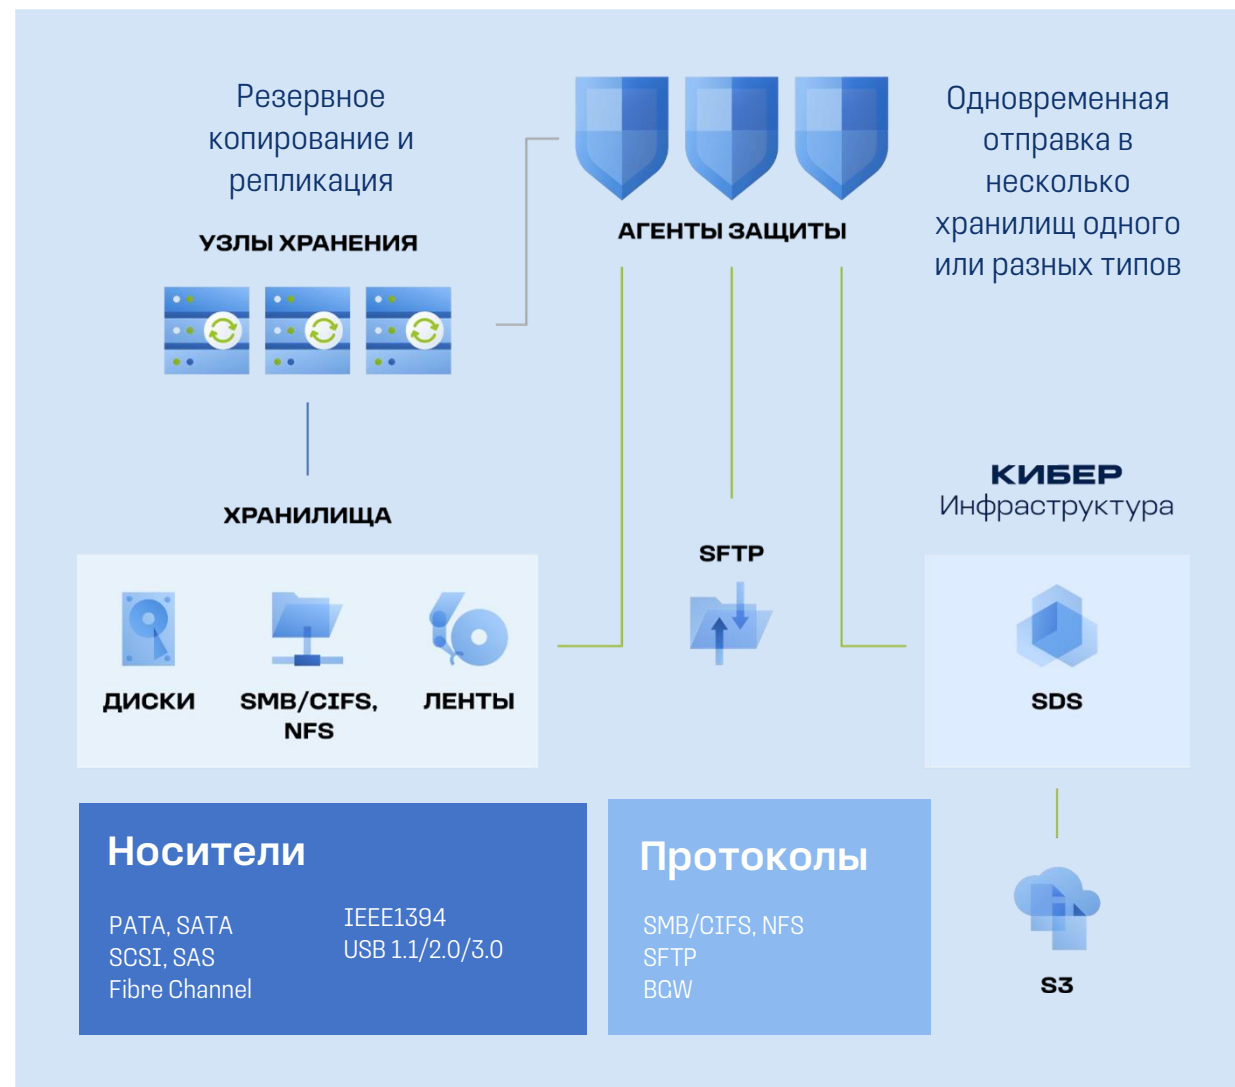 Резервное
копирование и
репликация
УЗЛЫ ХРАНЕНИЯ
АГЕНТЫ ЗАЩИТЫ
Одновременная
отправка в
несколько
хранилищ одного
или разных типов
ХРАНИЛИЩА
ДИСКИ
SMB/CIFS,
NFS
ЛЕНТЫ
SFTP
КИБЕР
Инфраструктура
SDS
S3
Носители
PATA, SATA
SCSI, SAS
Fibre Channel
IEEE1394
USB 1.1/2.0/3.0
Протоколы
SMB/CIFS, NFS
SFTP
BGW